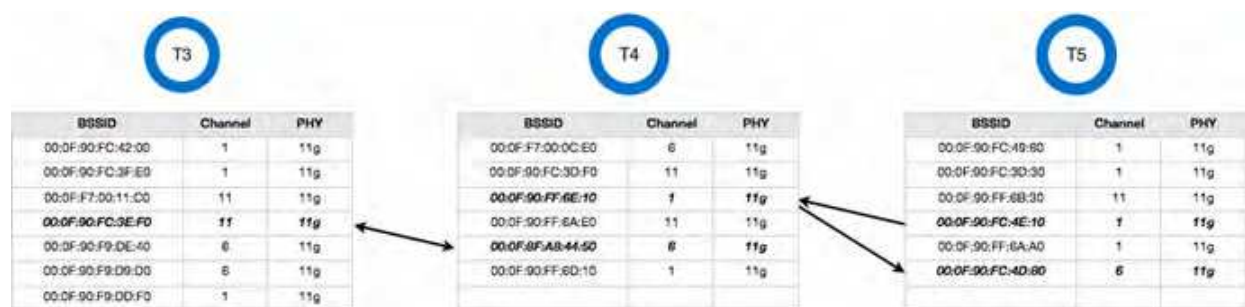 T3 T4 T5
BSSID Channel PHY BSSID Channel PHY BSSID Channel PHY
00:0F:90:FC:42:00 1 11g 00:0F:F7:00:0C:E0 6 11g 00:0F:90:FC:49:60 1 11g
00:0F:90:FC:3F:E0 1 11g 00:0F:90:FC:3D:F0 11 11g 00:0F:90:FC:3D:30 1 11g
00:0F:F7:00:11:C0 11 11g 00:0F:90:FF:6E:10 1 11g 00:0F:90:FF:6B:30 11 11g
00:0F:90:FC:3E:F0 11 11g 00:0F:90:FF:6A:E0 11 11g 00:0F:90:FC:4E:10 1 11g
00:0F:90:F9:DE:40 6 11g 00:0F:8F:AB:44:50 6 11g 00:0F:90:FF:6A:A0 1 11g
00:0F:90:F9:D9:D0 6 11g 00:0F:90:FF:6D:10 1 11g 00:0F:90:FC:4D:60 6 11g
00:0F:90:F9:DD:F0 1 11g